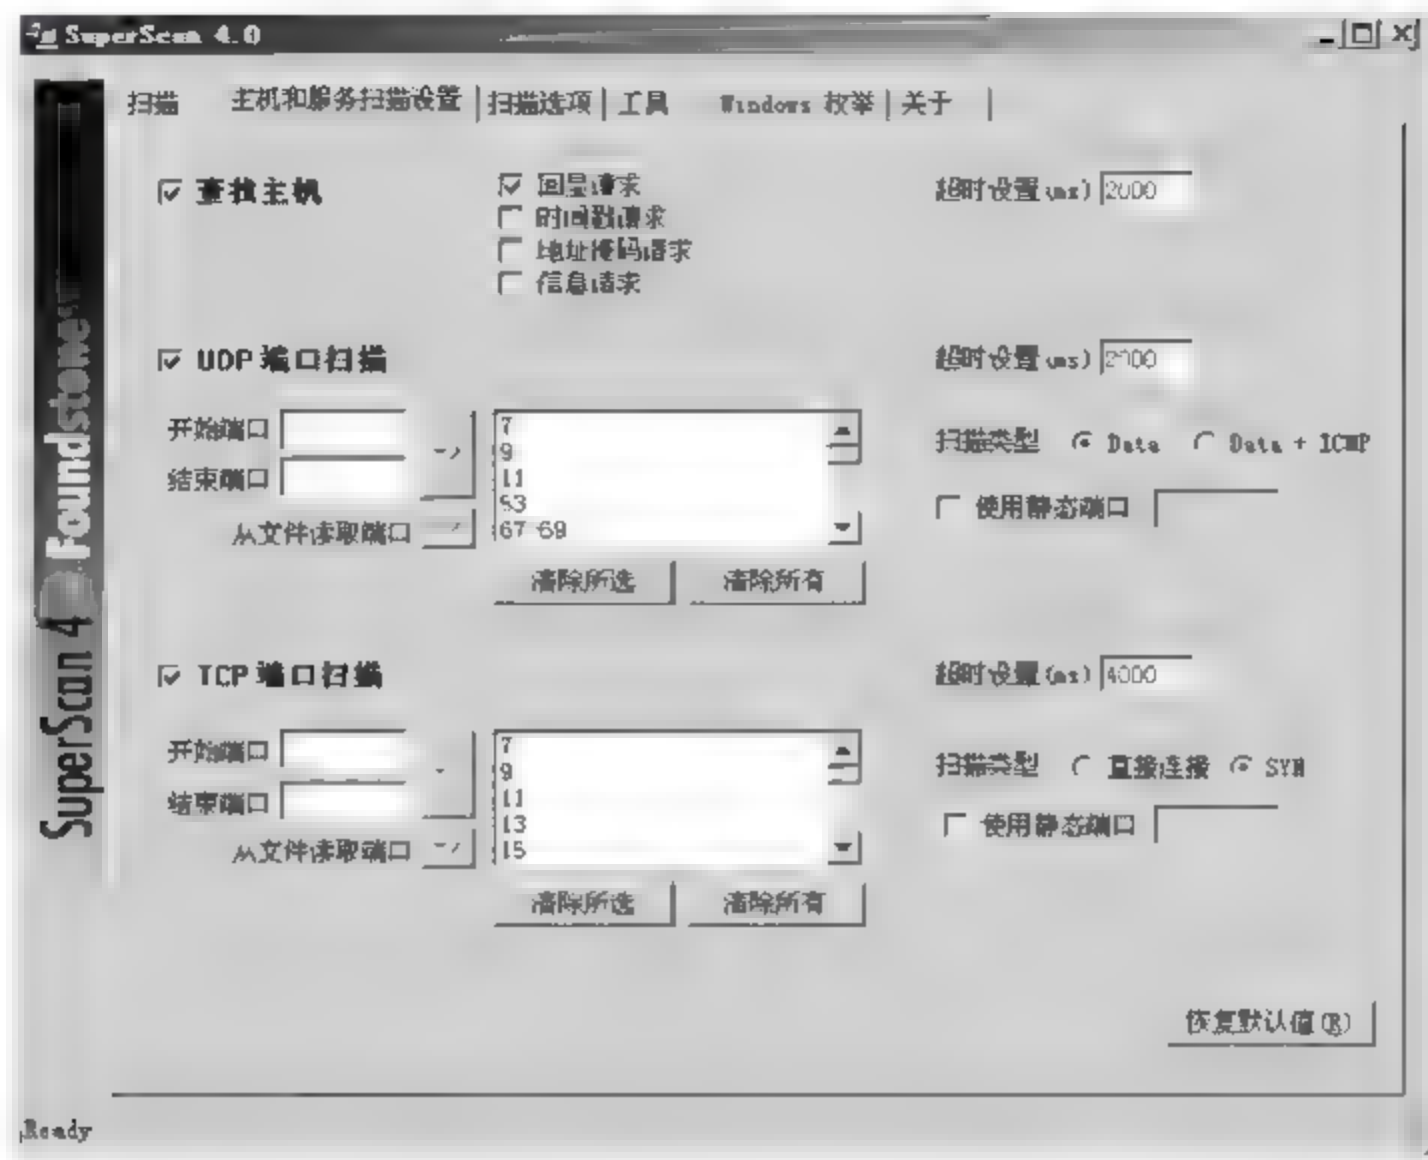 SuperScan 4.0
扫描 主机和服务扫描设置 扫描选项 工具 Windows 枚举 关于
查找主机
回显请求
时间戳请求
地址掩码请求
信息请求
超时设置(ms) 2000
UDP 端口扫描
超时设置(ms) 2000
开始端口
结束端口
从文件读取端口 ->
7
9
11
53
67-69
清除所选 清除所有
扫描类型 Data Data + ICMP
使用静态端口
TCP 端口扫描
超时设置(ms) 4000
开始端口
结束端口
从文件读取端口 ->
7
9
11
13
15
清除所选 清除所有
扫描类型 直接连接 SYN
使用静态端口
恢复默认值(R)
Ready
SuperScan 4 Foundstone